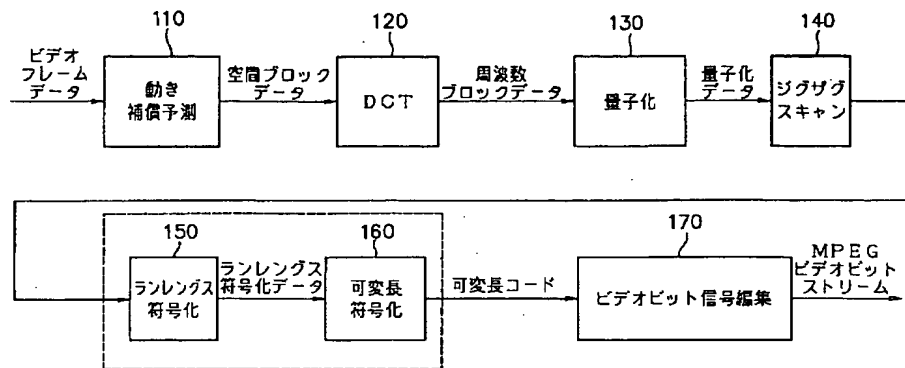 110
120
130
140
ビデオ
フレーム
データ
動き
補償予測
空間ブロック
データ
DCT
周波数
ブロックデータ
量子化
量子化
データ
ジグザグ
スキャン
150
160
170
ランレングス
符号化
ランレングス
符号化データ
可変長
符号化
可変長コード
ビデオビット信号編集
MPEG
ビデオビット
ストリーム